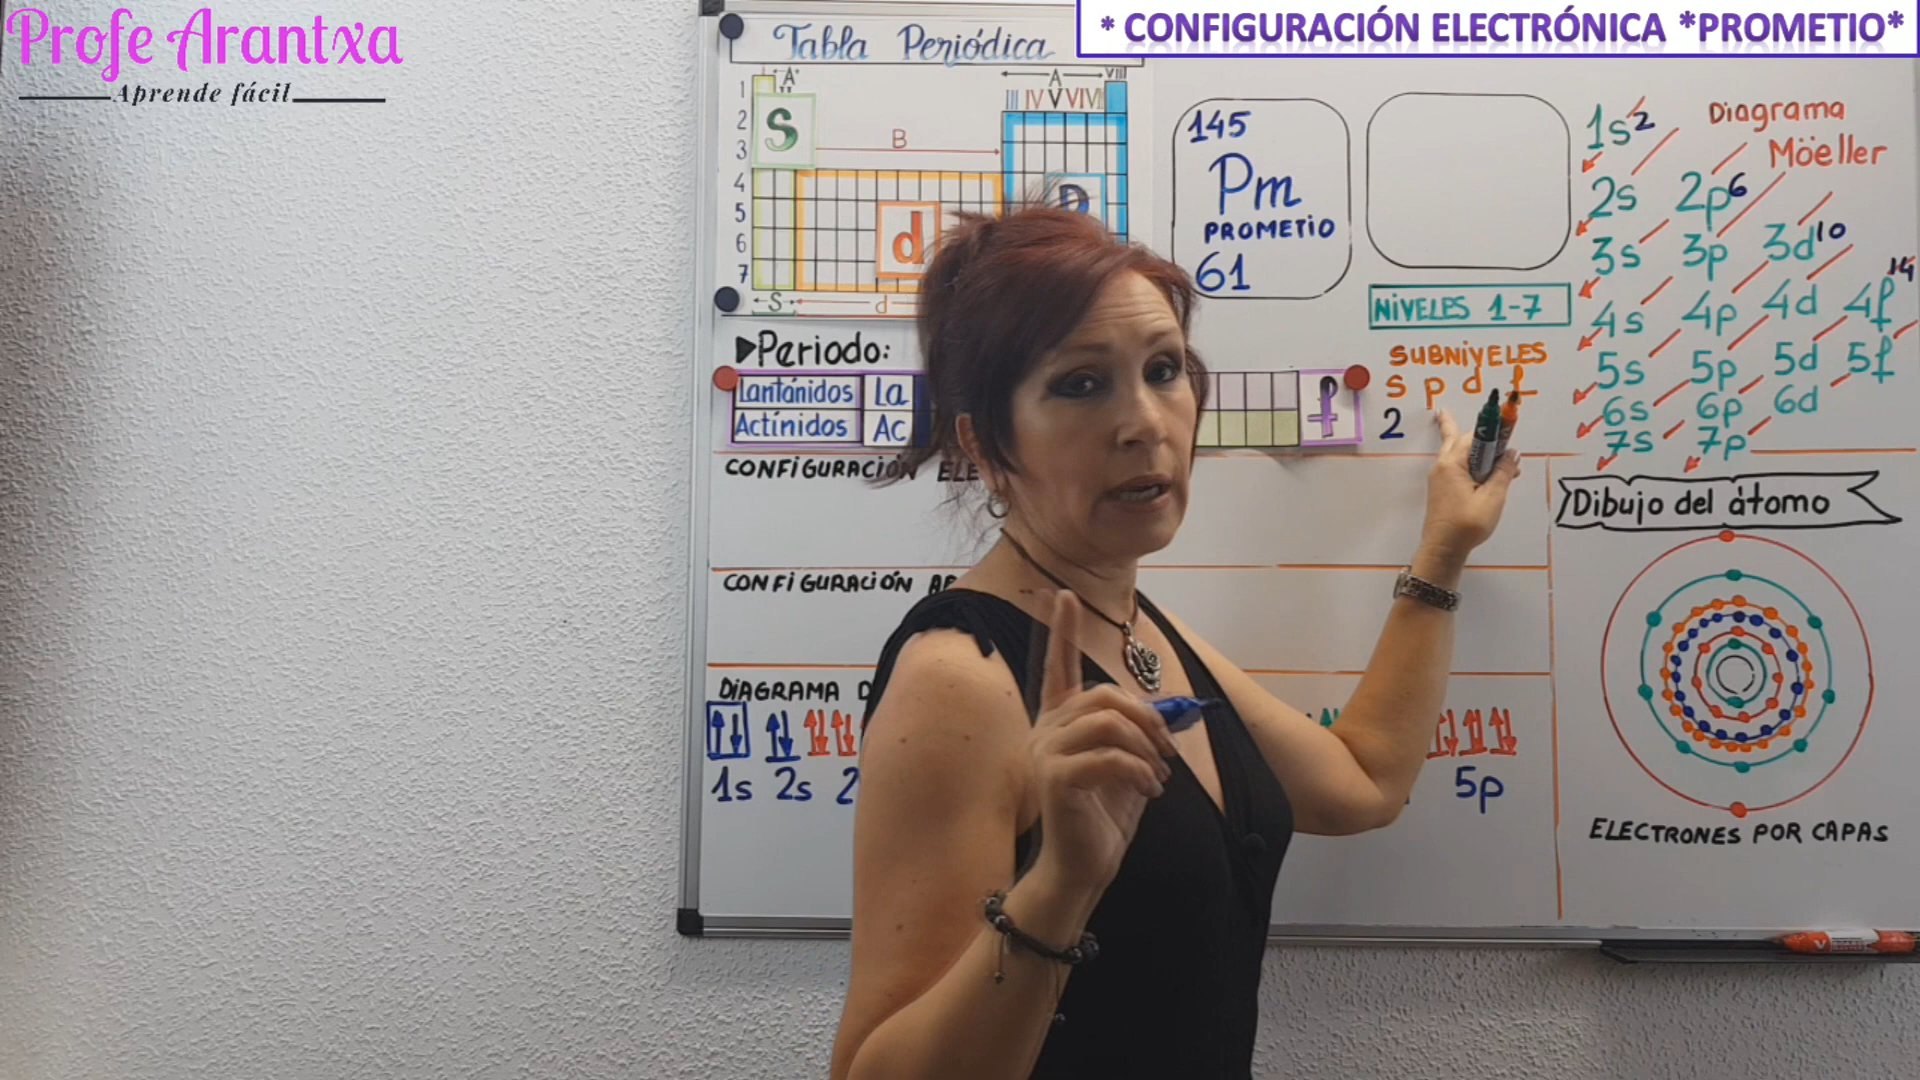 Profe Arantxa
Aprende fácil
* CONFIGURACIÓN ELECTRÓNICA *PROMETIO*
Tabla Periódica
A
A
VIII
III IV V VI VII
1
2
3
4
5
6
7
S
B
d
P
S
d
145
Pm
PROMETIO
61
NIVELES 1-7
SUBNIVELES
s p d f
2
Diagrama
Möeller
1s2
2s 2p6
3s 3p 3d10
4s 4p 4d 4f14
5s 5p 5d 5f
6s 6p 6d
7s 7p
▶Periodo:
Lantánidos La
Actínidos Ac
f
CONFIGURACIÓN
CONFIGURACIÓN
DIAGRAMA
1s 2s 2
5p
Dibujo del átomo
ELECTRONES POR CAPAS